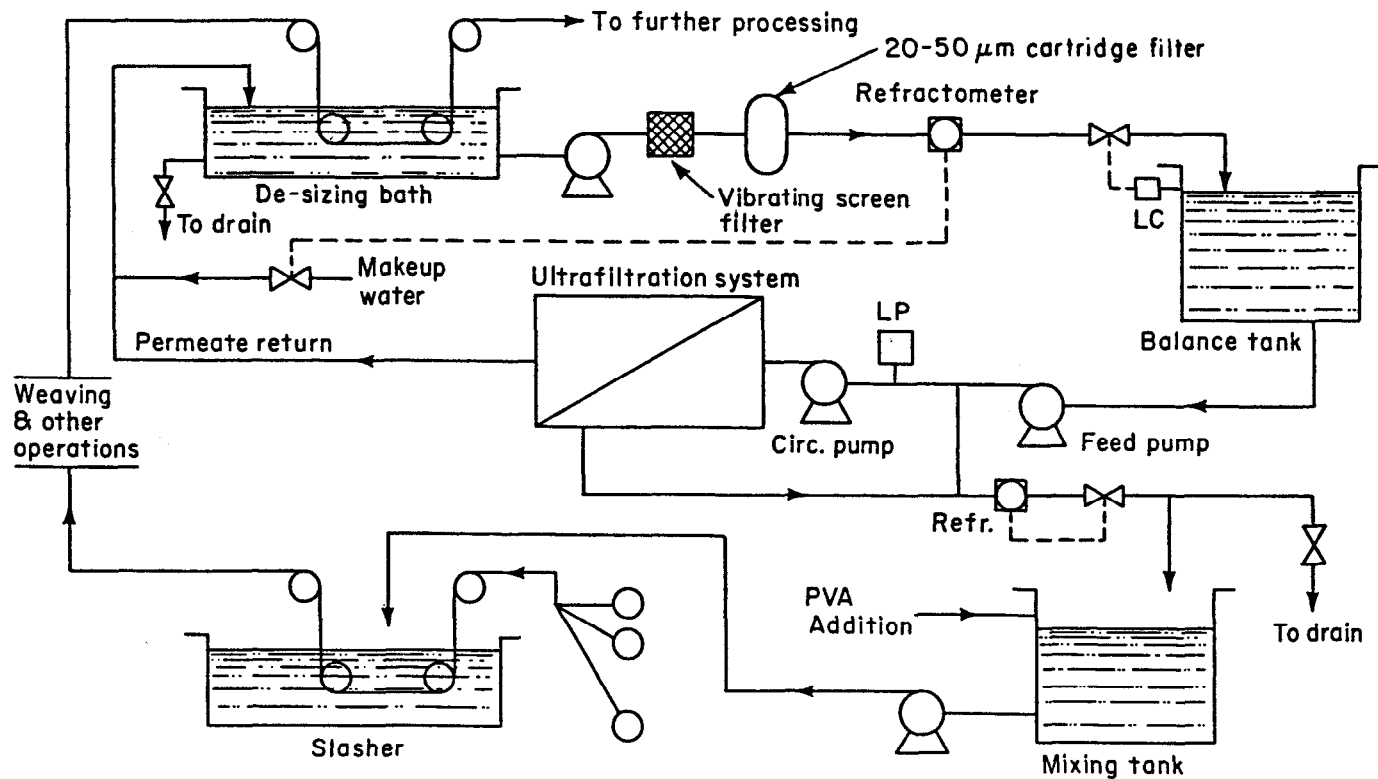 To further processing
20-50 μm cartridge filter
Refractometer
De-sizing bath
To drain
Vibrating screen
filter
LC
Makeup
water
Ultrafiltration system
LP
Balance tank
Permeate return
Weaving
& other
operations
Circ. pump
Feed pump
Refr.
PVA
Addition
To drain
Slasher
Mixing tank